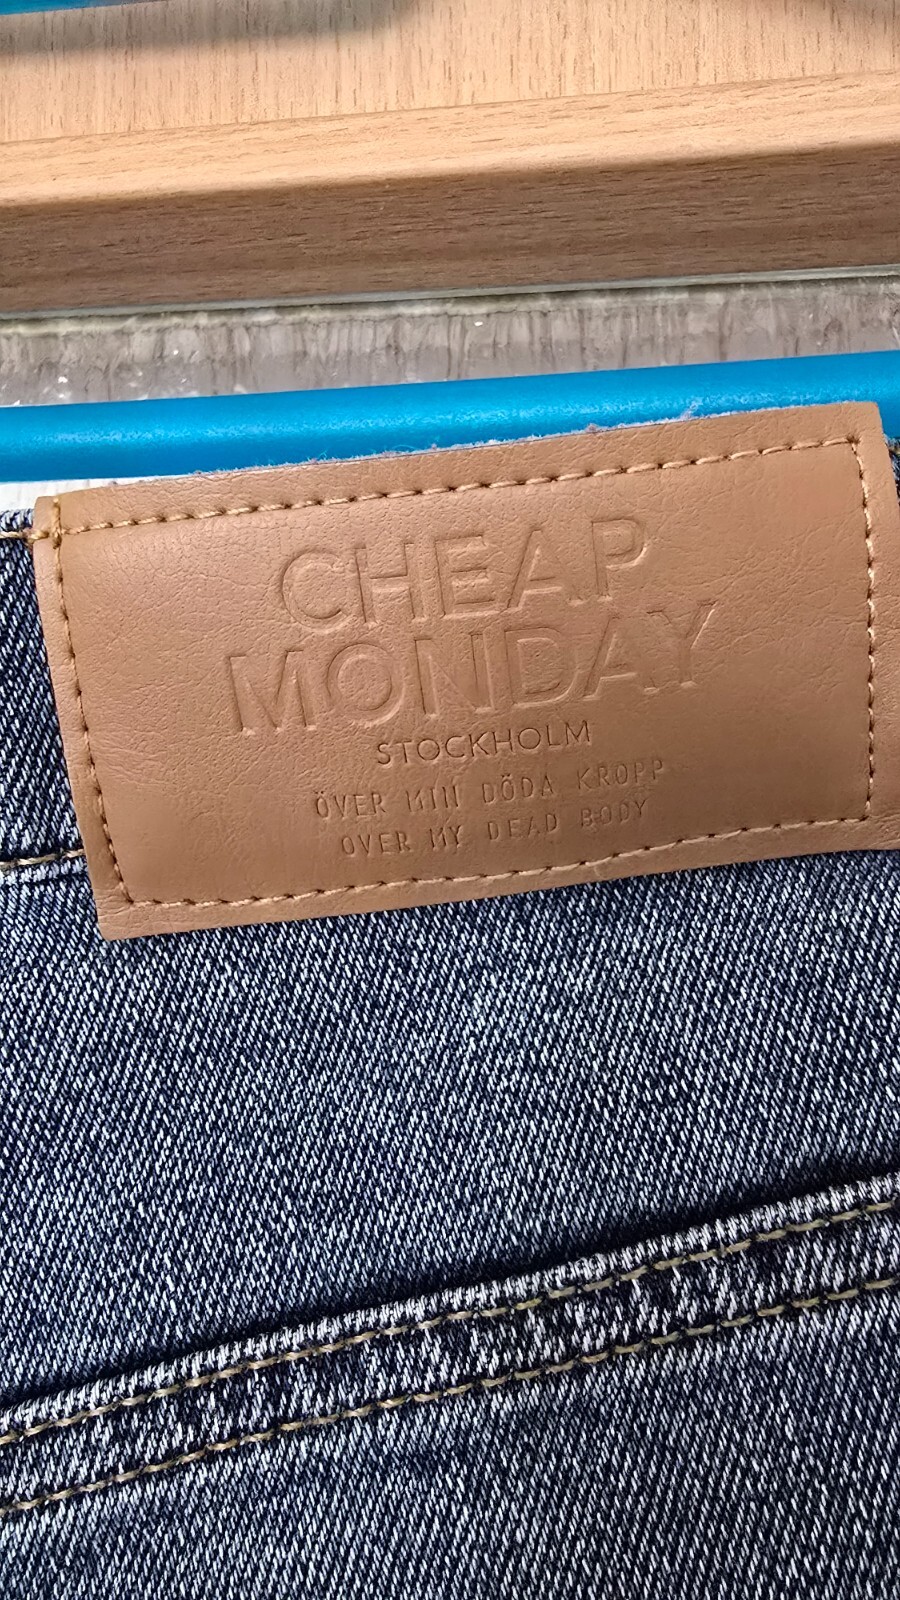 CHEAP
MONDAY
STOCKHOLM
ÖVER MIN DÖDA KROPP
OVER MY DEAD BODY